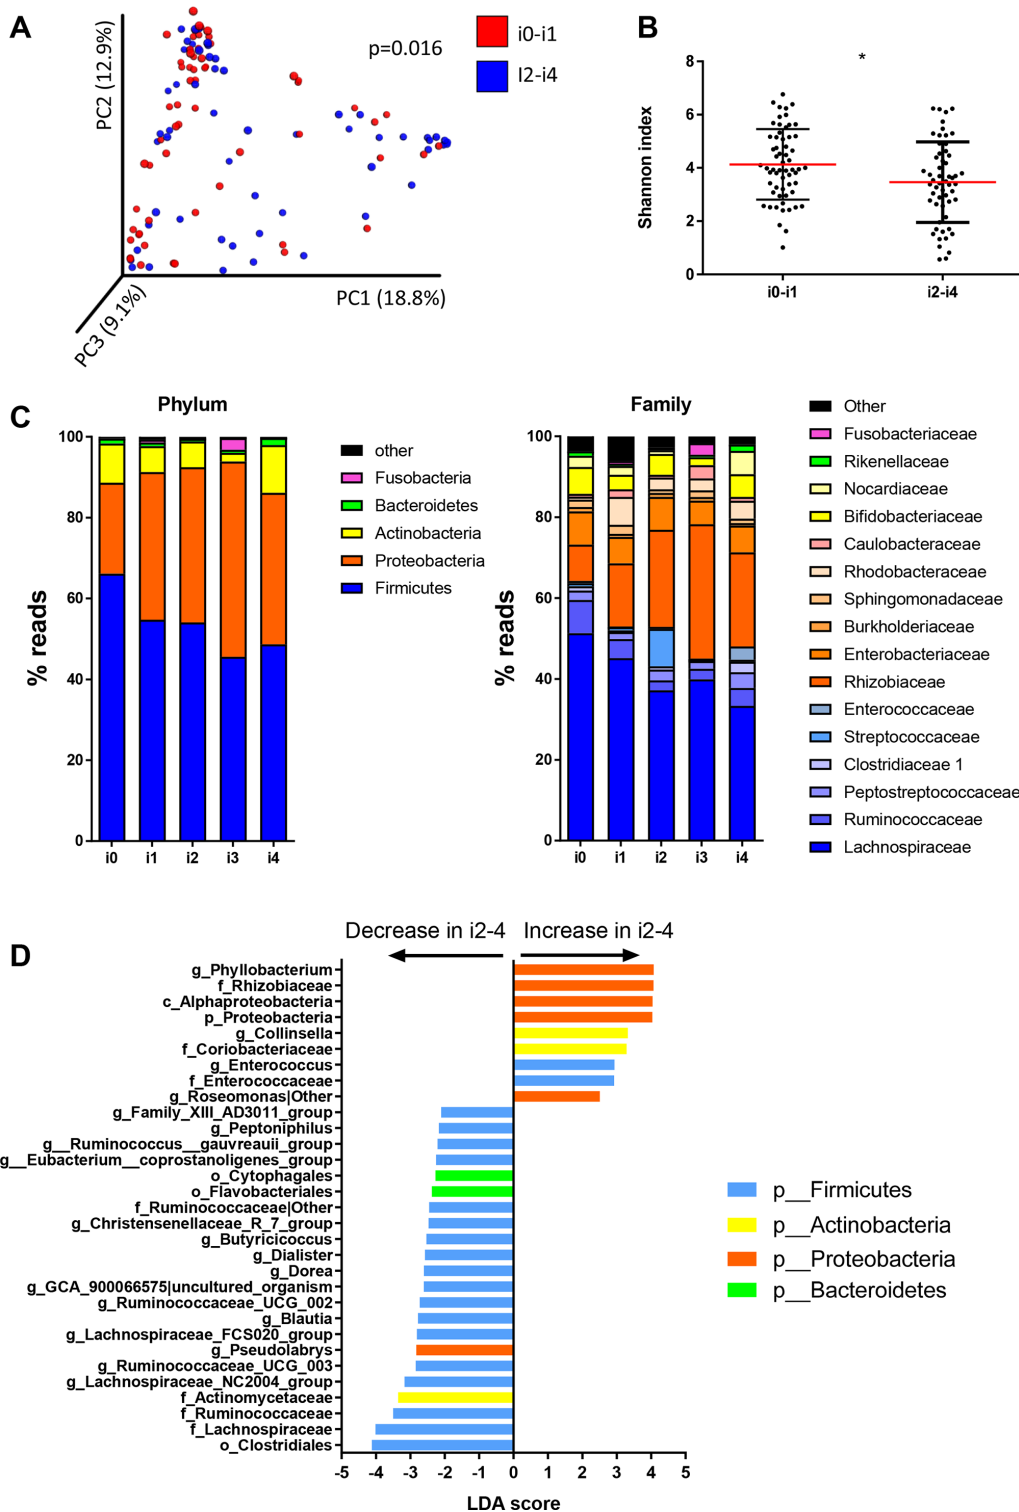 A
PC2 (12.9%)
PC1 (18.8%)
PC3 (9.1%)
p=0.016
i0-i1
I2-i4
B
*
Shannon index
8
6
4
2
0
i0-i1
i2-i4
C
Phylum
% reads
100
80
60
40
20
0
i0
i1
i2
i3
i4
other
Fusobacteria
Bacteroidetes
Actinobacteria
Proteobacteria
Firmicutes
Family
% reads
100
80
60
40
20
0
i0
i1
i2
i3
i4
Other
Fusobacteriaceae
Rikenellaceae
Nocardiaceae
Bifidobacteriaceae
Caulobacteraceae
Rhodobacteraceae
Sphingomonadaceae
Burkholderiaceae
Enterobacteriaceae
Rhizobiaceae
Enterococcaceae
Streptococcaceae
Clostridiaceae 1
Peptostreptococcaceae
Ruminococcaceae
Lachnospiraceae
D
Decrease in i2-4
Increase in i2-4
g_Phyllobacterium
f_Rhizobiaceae
c_Alphaproteobacteria
p_Proteobacteria
g_Collinsella
f_Coriobacteriaceae
g_Enterococcus
f_Enterococcaceae
g_Roseomonas|Other
g_Family_XIII_AD3011_group
g_Peptoniphilus
g__Ruminococcus__gauvreauii_group
g__Eubacterium__coprostanoligenes_group
o_Cytophagales
o_Flavobacteriales
f_Ruminococcaceae|Other
g_Christensenellaceae_R_7_group
g_Butyricicoccus
g_Dialister
g_Dorea
g_GCA_900066575|uncultured_organism
g_Ruminococcaceae_UCG_002
g_Blautia
g_Lachnospiraceae_FCS020_group
g_Pseudolabrys
g_Ruminococcaceae_UCG_003
g_Lachnospiraceae_NC2004_group
f_Actinomycetaceae
f_Ruminococcaceae
f_Lachnospiraceae
o_Clostridiales
-5 -4 -3 -2 -1 0 1 2 3 4 5
LDA score
p__Firmicutes
p__Actinobacteria
p__Proteobacteria
p__Bacteroidetes